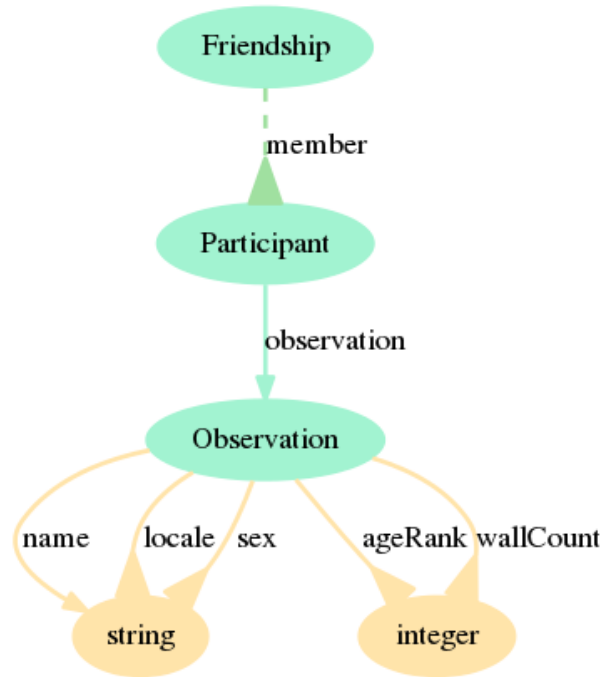 Friendship
member
Participant
observation
Observation
name
locale
sex
ageRank
wallCount
string
integer